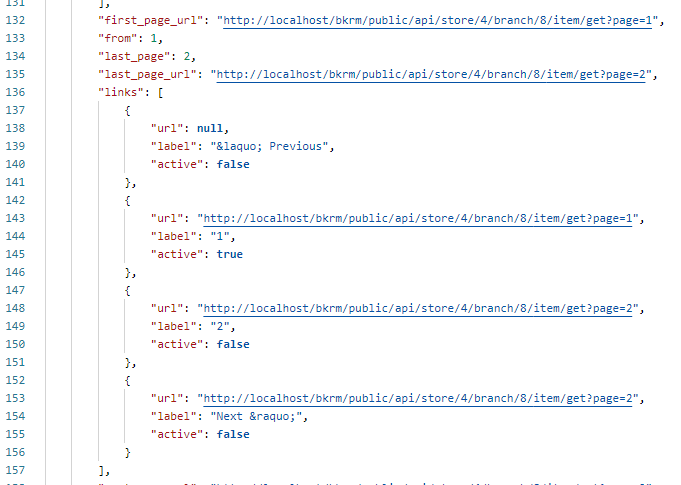 131 ],
132 "first_page_url": "http://localhost/bkrm/public/api/store/4/branch/8/item/get?page=1",
133 "from": 1,
134 "last_page": 2,
135 "last_page_url": "http://localhost/bkrm/public/api/store/4/branch/8/item/get?page=2",
136 "links": [
137 {
138 "url": null,
139 "label": "&laquo; Previous",
140 "active": false
141 },
142 {
143 "url": "http://localhost/bkrm/public/api/store/4/branch/8/item/get?page=1",
144 "label": "1",
145 "active": true
146 },
147 {
148 "url": "http://localhost/bkrm/public/api/store/4/branch/8/item/get?page=2",
149 "label": "2",
150 "active": false
151 },
152 {
153 "url": "http://localhost/bkrm/public/api/store/4/branch/8/item/get?page=2",
154 "label": "Next &raquo;",
155 "active": false
156 }
157 ],